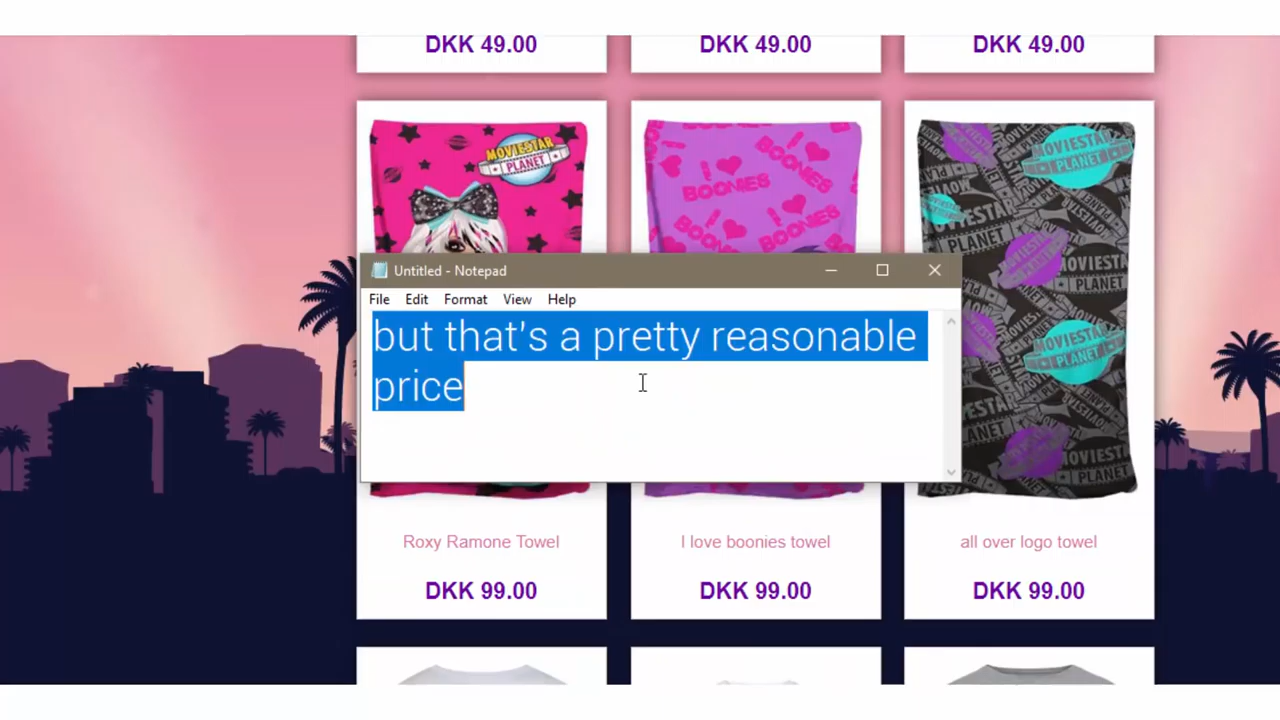 DKK 49.00
DKK 49.00
DKK 49.00
MOVIESTAR
PLANET
I ♥
BOONIES
I ♥
BOONIES
MOVIESTAR
PLANET
Untitled - Notepad
File Edit Format View Help
but that's a pretty reasonable
price
Roxy Ramone Towel
I love boonies towel
all over logo towel
DKK 99.00
DKK 99.00
DKK 99.00